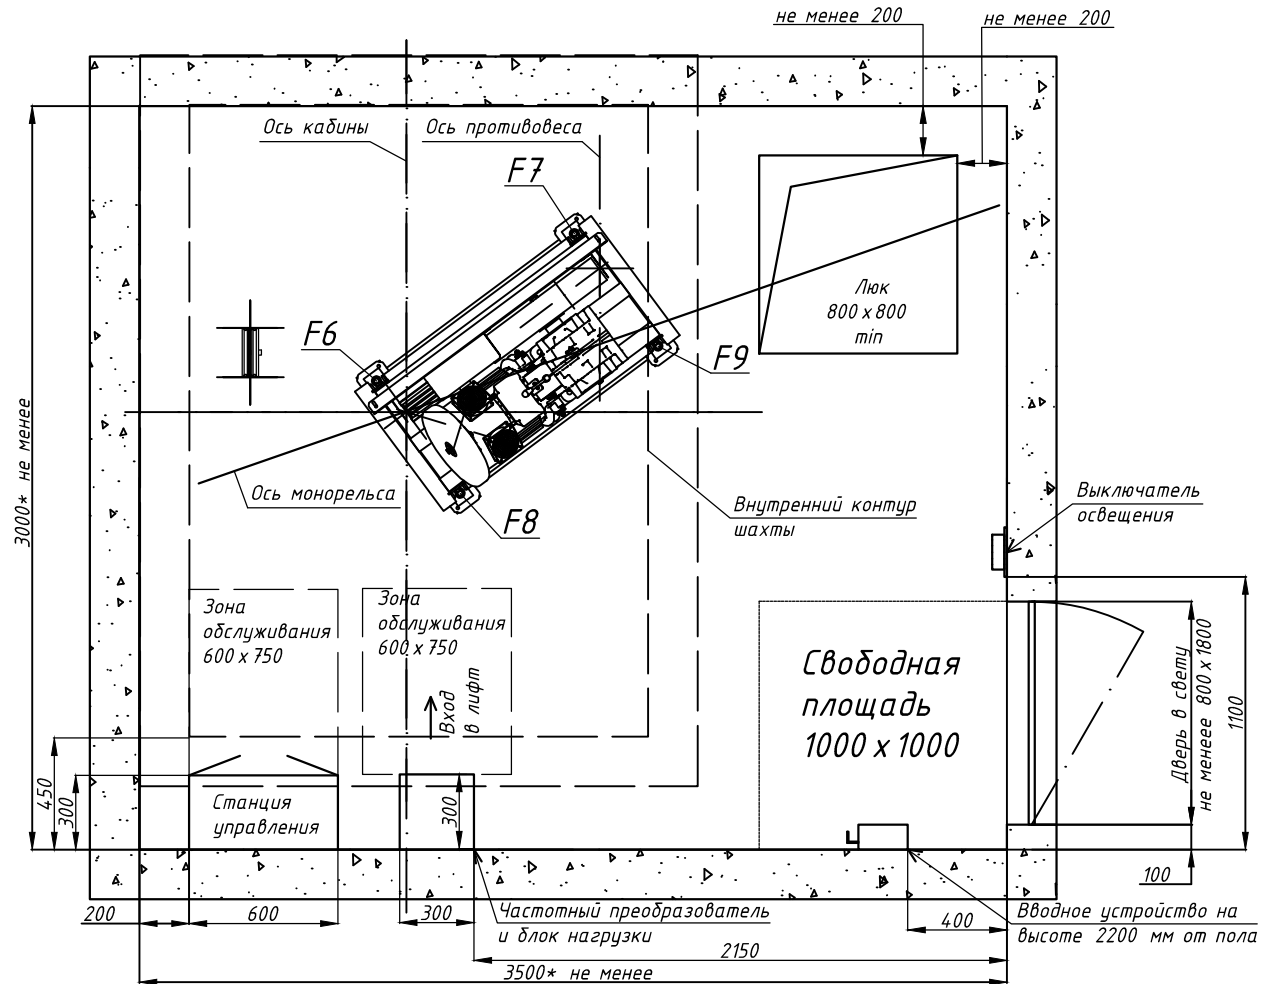 не менее 200
не менее 200
Ось кабины
Ось противовеса
F7
F6
F9
F8
Люк
800 х 800
min
3000* не менее
Ось монорельса
Внутренний контур
шахты
Выключатель
освещения
Зона
обслуживания
600 х 750
Зона
обслуживания
600 х 750
Вход
в лифт
Свободная
площадь
1000 х 1000
Дверь в свету
не менеее 800 х 1800
1100
450
300
Станция
управления
300
100
200
600
300
Частотный преобразователь
и блок нагрузки
400
Вводное устройство на
высоте 2200 мм от пола
2150
3500* не менее